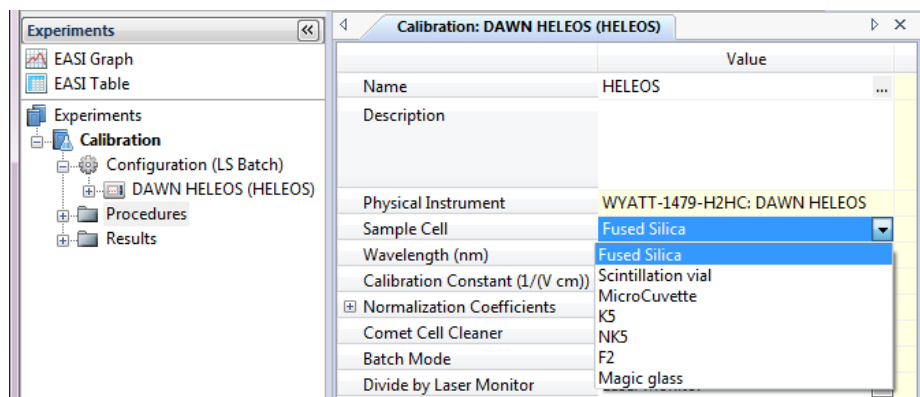 Experiments
EASI Graph
EASI Table
Experiments
Calibration
Configuration (LS Batch)
DAWN HELEOS (HELEOS)
Procedures
Results
Calibration: DAWN HELEOS (HELEOS)
Value
Name HELEOS ...
Description
Physical Instrument WYATT-1479-H2HC: DAWN HELEOS
Sample Cell Fused Silica
Wavelength (nm) Fused Silica
Calibration Constant (1/(V cm)) Scintillation vial
MicroCuvette
Normalization Coefficients K5
Comet Cell Cleaner NK5
Batch Mode F2
Divide by Laser Monitor Magic glass